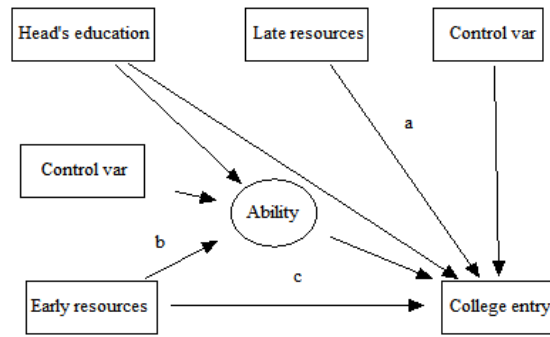 Head's education
Late resources
Control var
a
Control var
Ability
b
c
Early resources
College entry